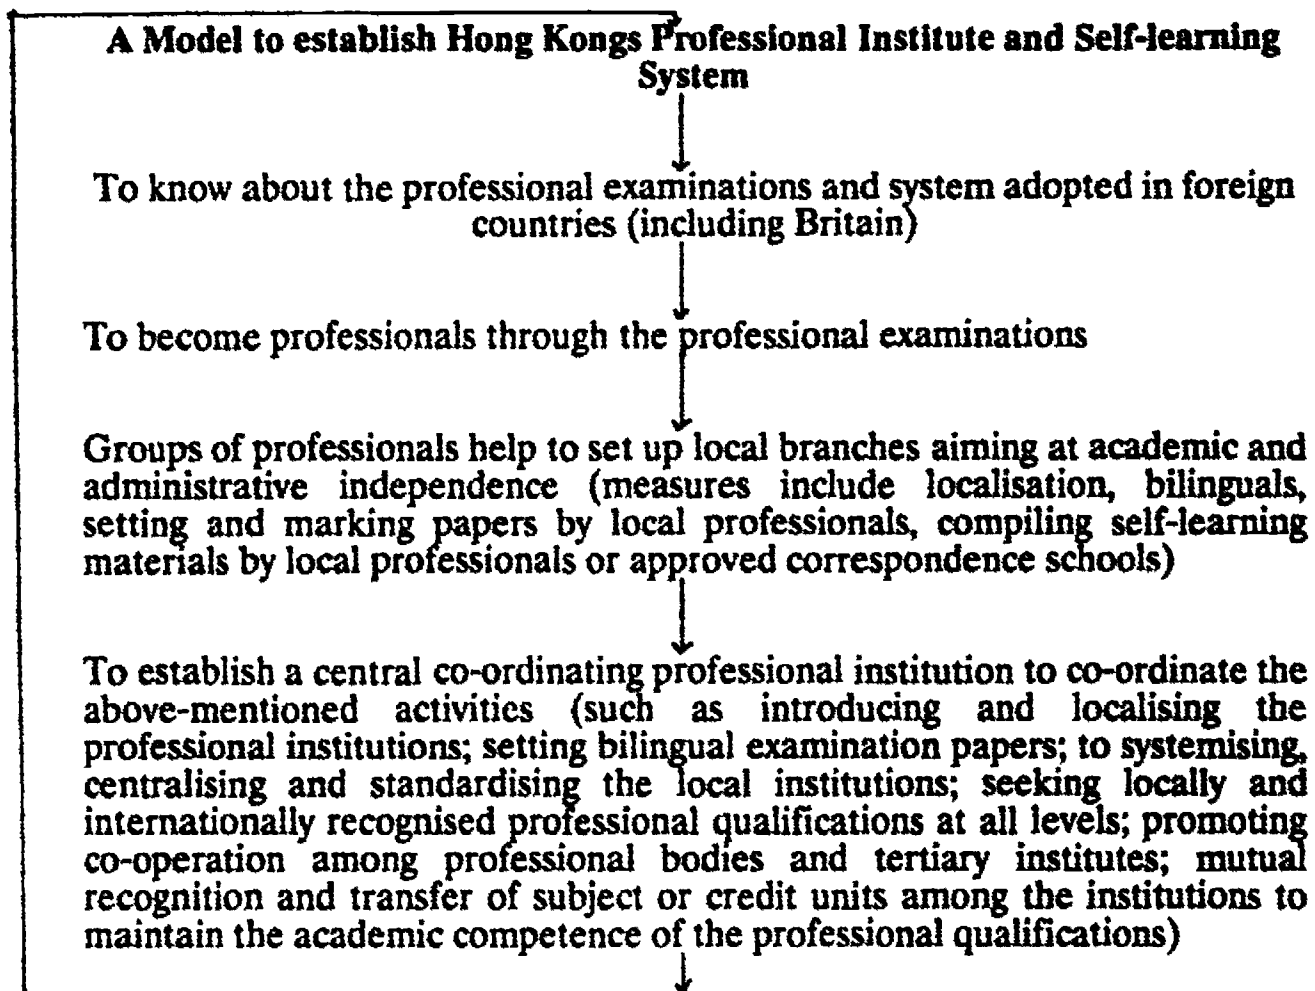 A Model to establish Hong Kongs Professional Institute and Self-learning
System
To know about the professional examinations and system adopted in foreign
countries (including Britain)
To become professionals through the professional examinations
Groups of professionals help to set up local branches aiming at academic and
administrative independence (measures include localisation, bilinguals,
setting and marking papers by local professionals, compiling self-learning
materials by local professionals or approved correspondence schools)
To establish a central co-ordinating professional institution to co-ordinate the
above-mentioned activities (such as introducing and localising the
professional institutions; setting bilingual examination papers; to systemising,
centralising and standardising the local institutions; seeking locally and
internationally recognised professional qualifications at all levels; promoting
co-operation among professional bodies and tertiary institutes; mutual
recognition and transfer of subject or credit units among the institutions to
maintain the academic competence of the professional qualifications)